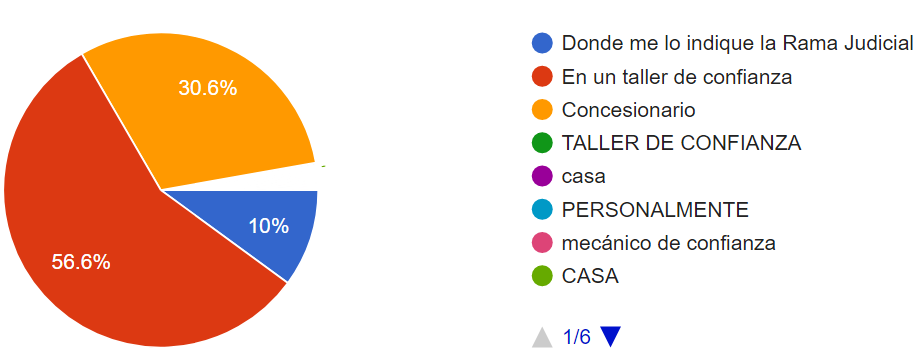 30.6%
10%
56.6%
Donde me lo indique la Rama Judicial
En un taller de confianza
Concesionario
TALLER DE CONFIANZA
casa
PERSONALMENTE
mecánico de confianza
CASA
1/6